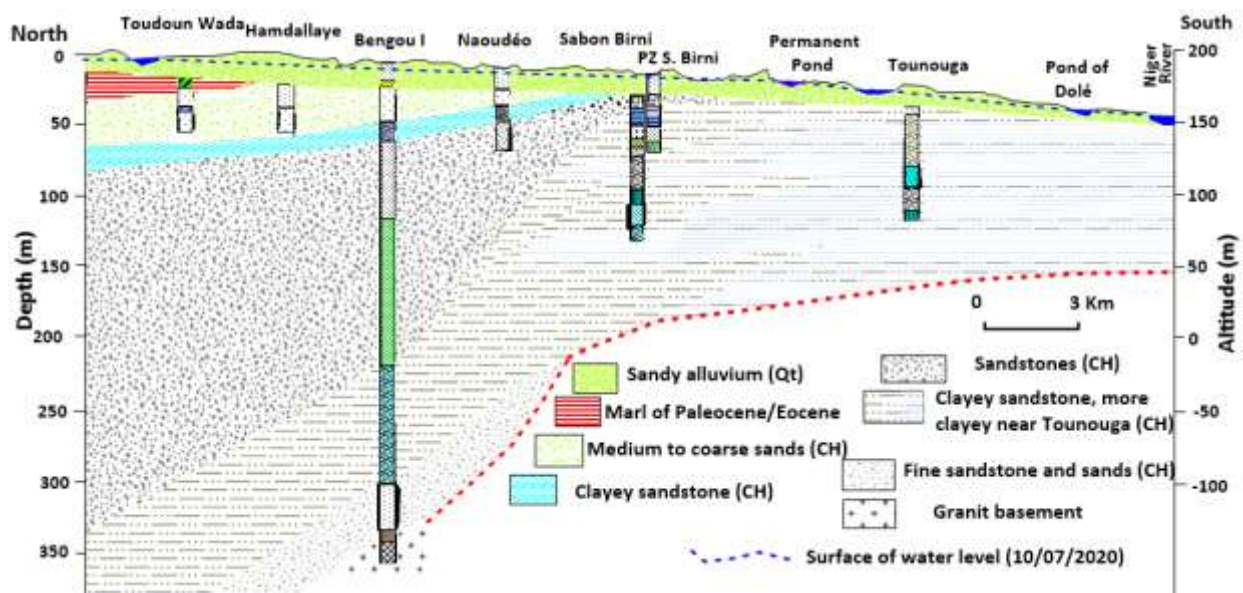 North
Toudoun Wada
Hamdallaye
Bengou I
Naoudéo
Sabon Birni
PZ S. Birni
Permanent
Pond
Tounouga
Pond of
Dolé
Niger
River
South
0
50
100
150
200
250
300
350
Depth (m)
200
150
100
50
0
-50
-100
Altitude (m)
0 3 Km
Sandy alluvium (Qt)
Marl of Paleocene/Eocene
Medium to coarse sands (CH)
Clayey sandstone (CH)
Sandstones (CH)
Clayey sandstone, more
clayey near Tounouga (CH)
Fine sandstone and sands (CH)
Granit basement
Surface of water level (10/07/2020)